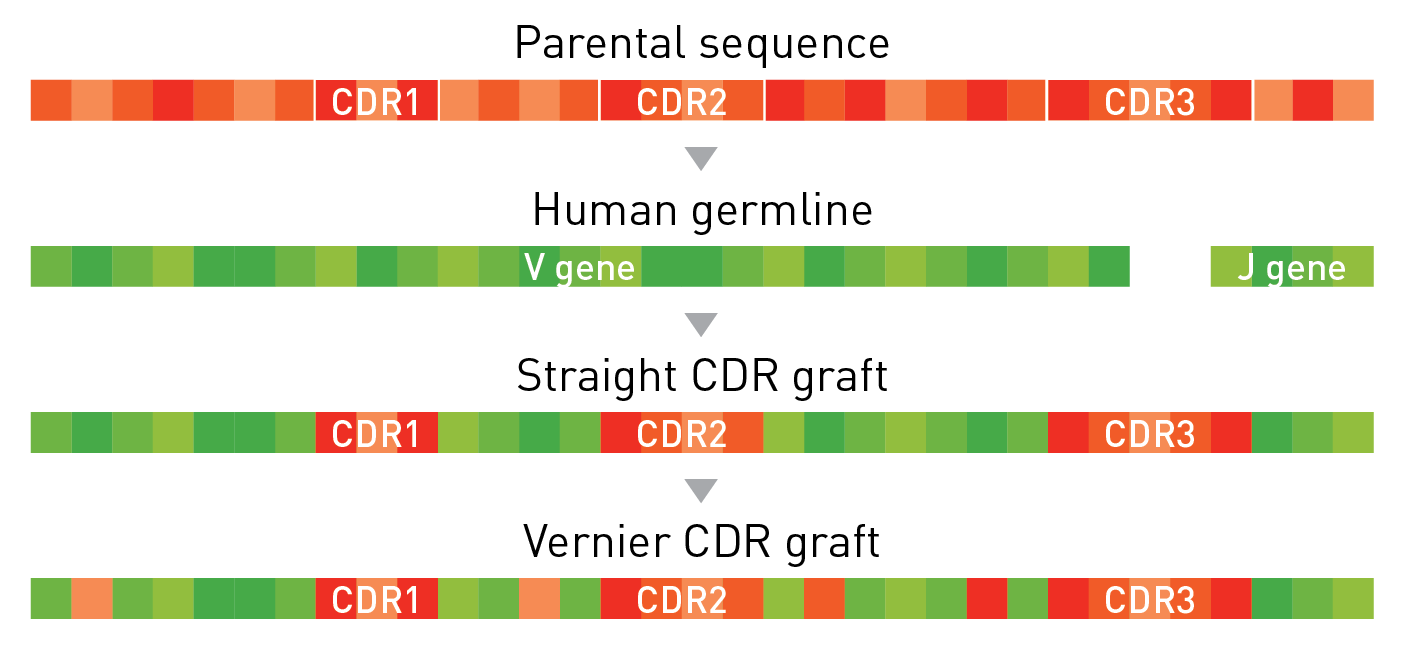 Parental sequence
CDR1 CDR2 CDR3
Human germline
V gene J gene
Straight CDR graft
CDR1 CDR2 CDR3
Vernier CDR graft
CDR1 CDR2 CDR3